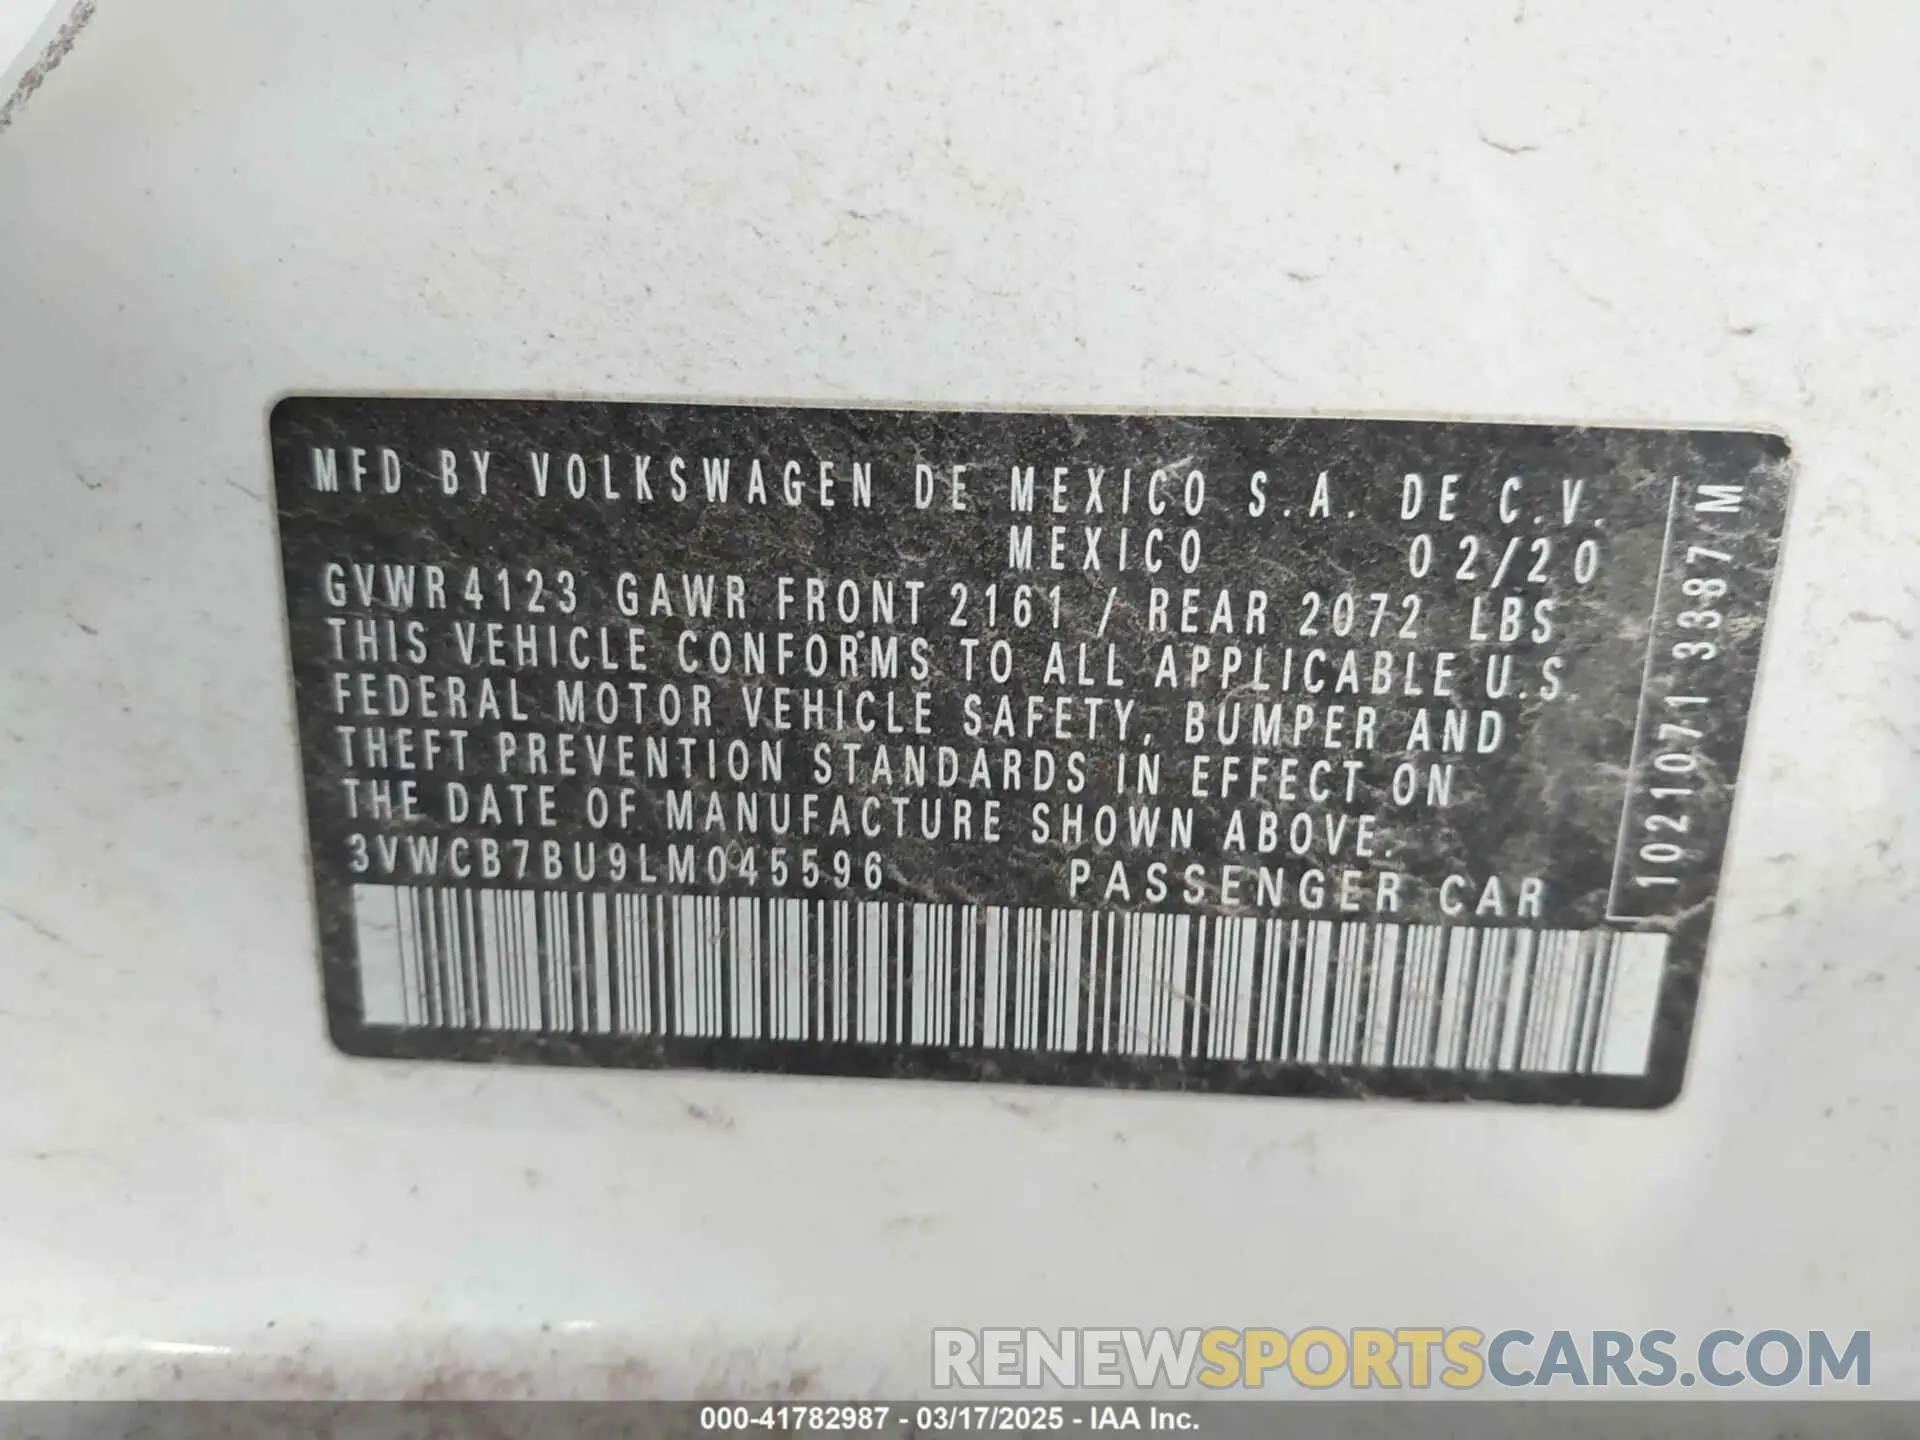 MFD BY VOLKSWAGEN DE MEXICO S.A. DE C.V.
MEXICO 02/20
GVWR 4123 GAWR FRONT 2161 / REAR 2072 LBS
THIS VEHICLE CONFORMS TO ALL APPLICABLE U.S.
FEDERAL MOTOR VEHICLE SAFETY, BUMPER AND
THEFT PREVENTION STANDARDS IN EFFECT ON
THE DATE OF MANUFACTURE SHOWN ABOVE.
3VWCB7BU9LM045596 PASSENGER CAR
1021071 3387 M
RENEWSPORTSCARS.COM
000-41782987 - 03/17/2025 - IAA Inc.